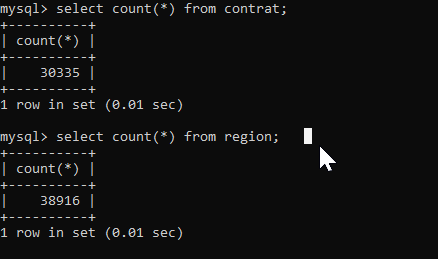 mysql> select count(*) from contrat;
+----------+
| count(*) |
+----------+
|    30335 |
+----------+
1 row in set (0.01 sec)
mysql> select count(*) from region;
+----------+
| count(*) |
+----------+
|    38916 |
+----------+
1 row in set (0.01 sec)